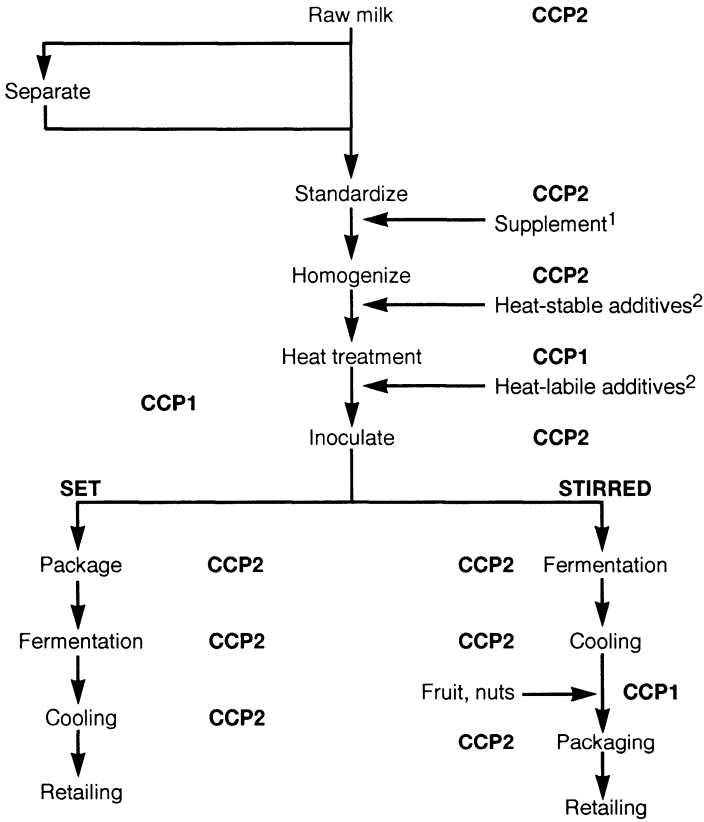 Raw milk CCP2
Separate
Standardize CCP2
Supplement1
Homogenize CCP2
Heat-stable additives2
Heat treatment CCP1
Heat-labile additives2
CCP1
Inoculate CCP2
SET STIRRED
Package CCP2 CCP2 Fermentation
Fermentation CCP2 CCP2 Cooling
Fruit, nuts CCP1
Cooling CCP2
CCP2 Packaging
Retailing
Retailing